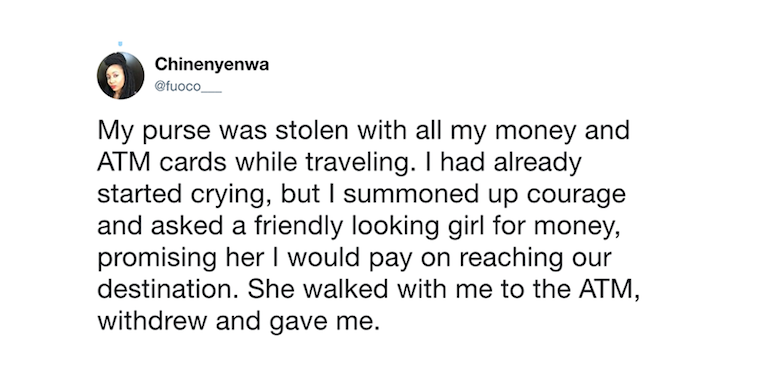 Chinenyenwa
@fuoco___
My purse was stolen with all my money and
ATM cards while traveling. I had already
started crying, but I summoned up courage
and asked a friendly looking girl for money,
promising her I would pay on reaching our
destination. She walked with me to the ATM,
withdrew and gave me.